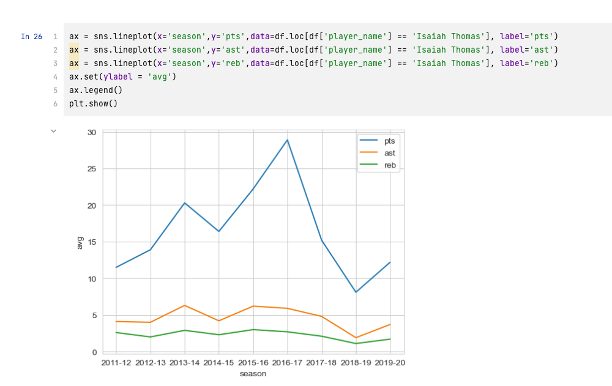 In 26
1 ax = sns.lineplot(x='season',y='pts',data=df.loc[df['player_name'] == 'Isaiah Thomas'], label='pts')
2 ax = sns.lineplot(x='season',y='ast',data=df.loc[df['player_name'] == 'Isaiah Thomas'], label='ast')
3 ax = sns.lineplot(x='season',y='reb',data=df.loc[df['player_name'] == 'Isaiah Thomas'], label='reb')
4 ax.set(ylabel = 'avg')
5 ax.legend()
6 plt.show()
30
25
20
15
10
5
0
avg
pts
ast
reb
2011-12 2012-13 2013-14 2014-15 2015-16 2016-17 2017-18 2018-19 2019-20
season